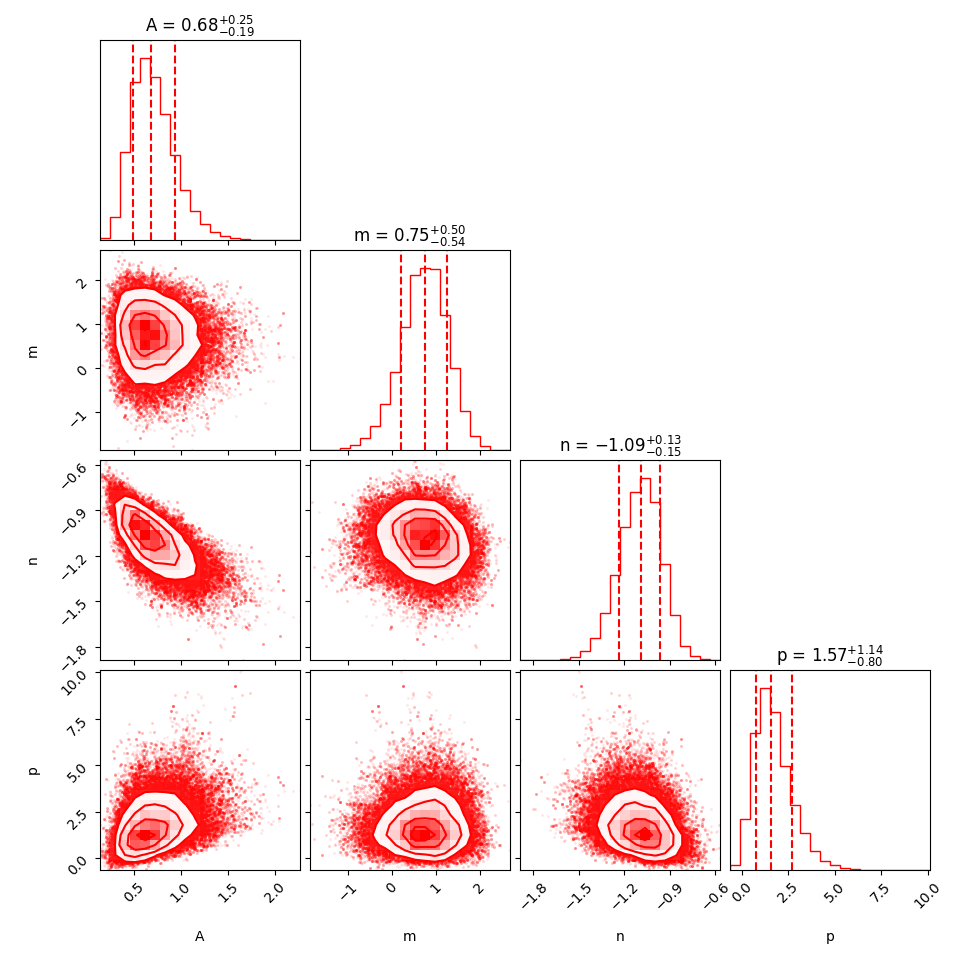 A = 0.68+0.25−0.19
m = 0.75+0.50−0.54
2
1
0
−1
m
n = −1.09+0.13−0.15
−0.6
−0.9
−1.2
−1.5
−1.8
n
p = 1.57+1.14−0.80
10.0
7.5
5.0
2.5
0.0
p
0.5 1.0 1.5 2.0
−1 0 1 2
−1.8 −1.5 −1.2 −0.9 −0.6
0.0 2.5 5.0 7.5 10.0
A m n p